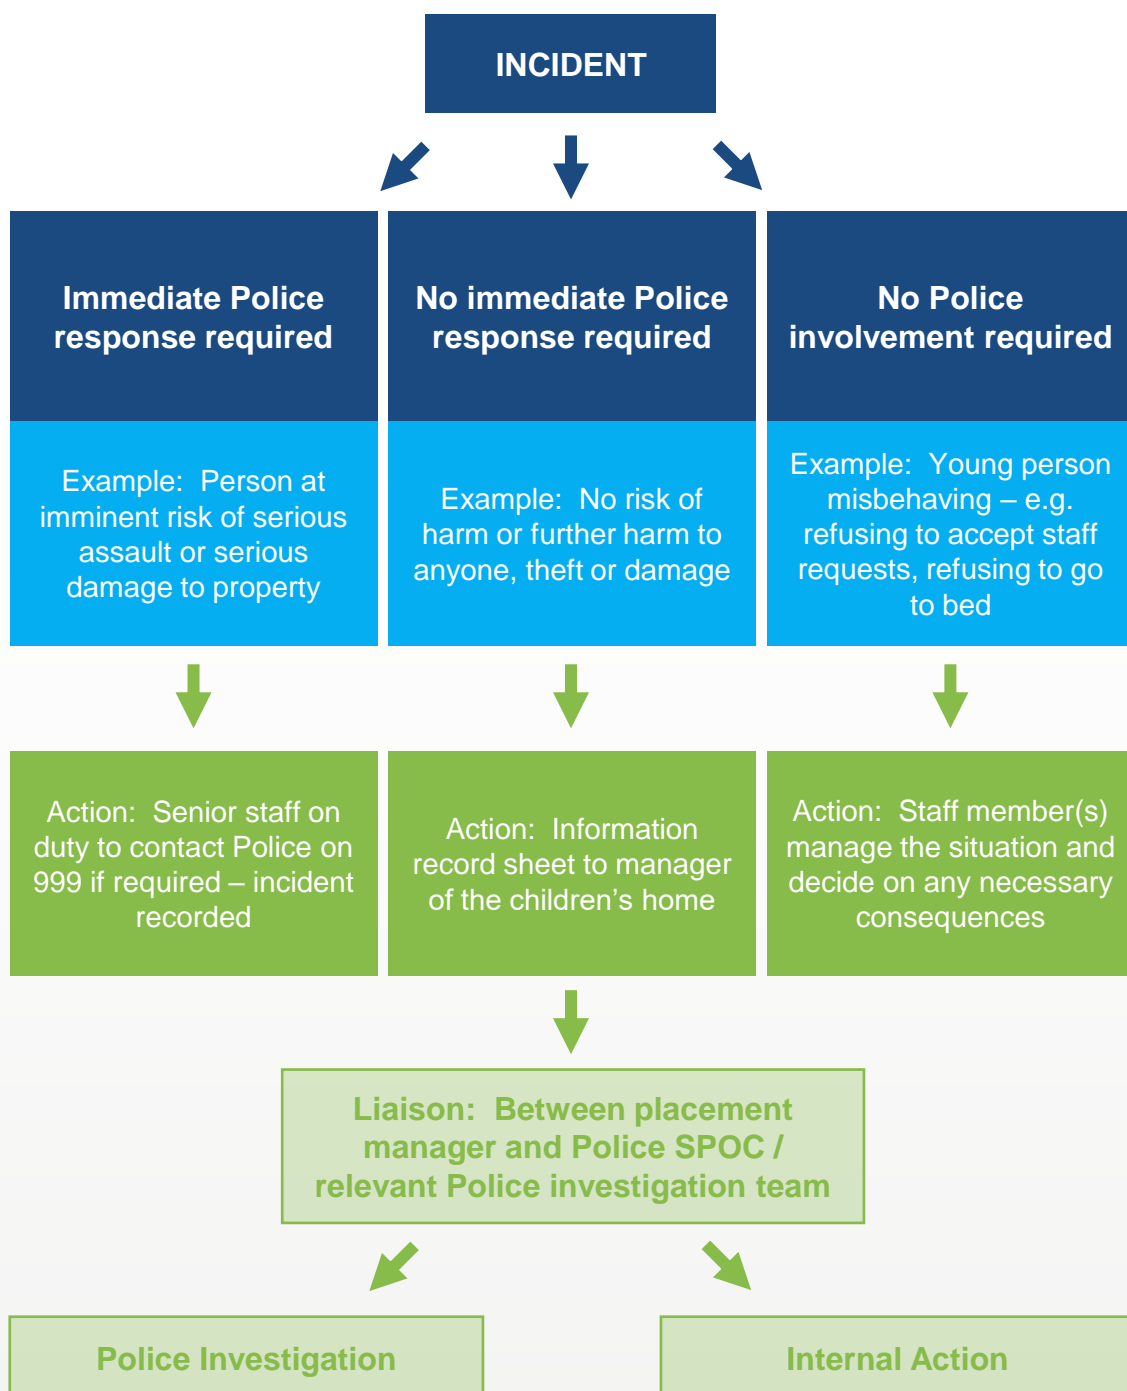 INCIDENT
Immediate Police
response required
No immediate Police
response required
No Police
involvement required
Example:  Person at
imminent risk of serious
assault or serious
damage to property
Example:  No risk of
harm or further harm to
anyone, theft or damage
Example:  Young person
misbehaving – e.g.
refusing to accept staff
requests, refusing to go
to bed
Action:  Senior staff on
duty to contact Police on
999 if required – incident
recorded
Action:  Information
record sheet to manager
of the children’s home
Action:  Staff member(s)
manage the situation and
decide on any necessary
consequences
Liaison:  Between placement
manager and Police SPOC /
relevant Police investigation team
Police Investigation
Internal Action